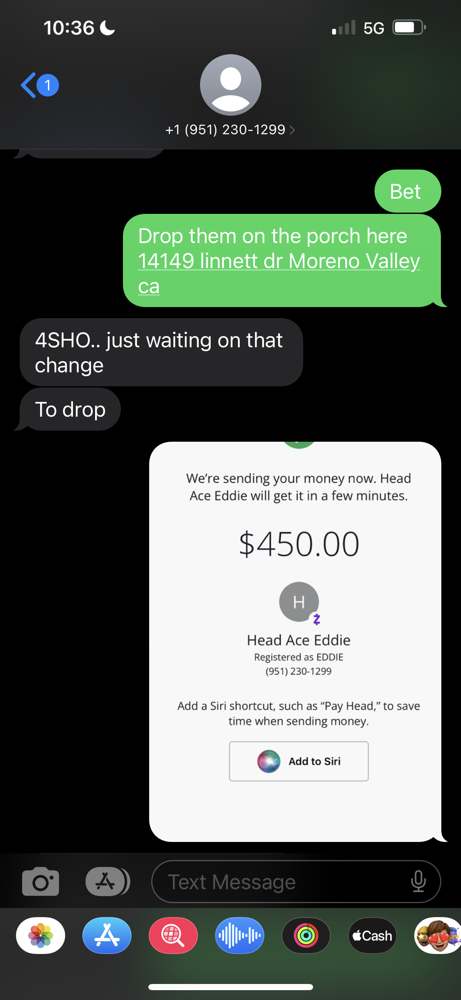 10:36
5G
1
+1 (951) 230-1299
Bet
Drop them on the porch here
14149 linnett dr Moreno Valley
ca
4SHO.. just waiting on that
change
To drop
We're sending your money now. Head
Ace Eddie will get it in a few minutes.
$450.00
H
Head Ace Eddie
Registered as EDDIE
(951) 230-1299
Add a Siri shortcut, such as “Pay Head,” to save
time when sending money.
Add to Siri
Text Message
Cash